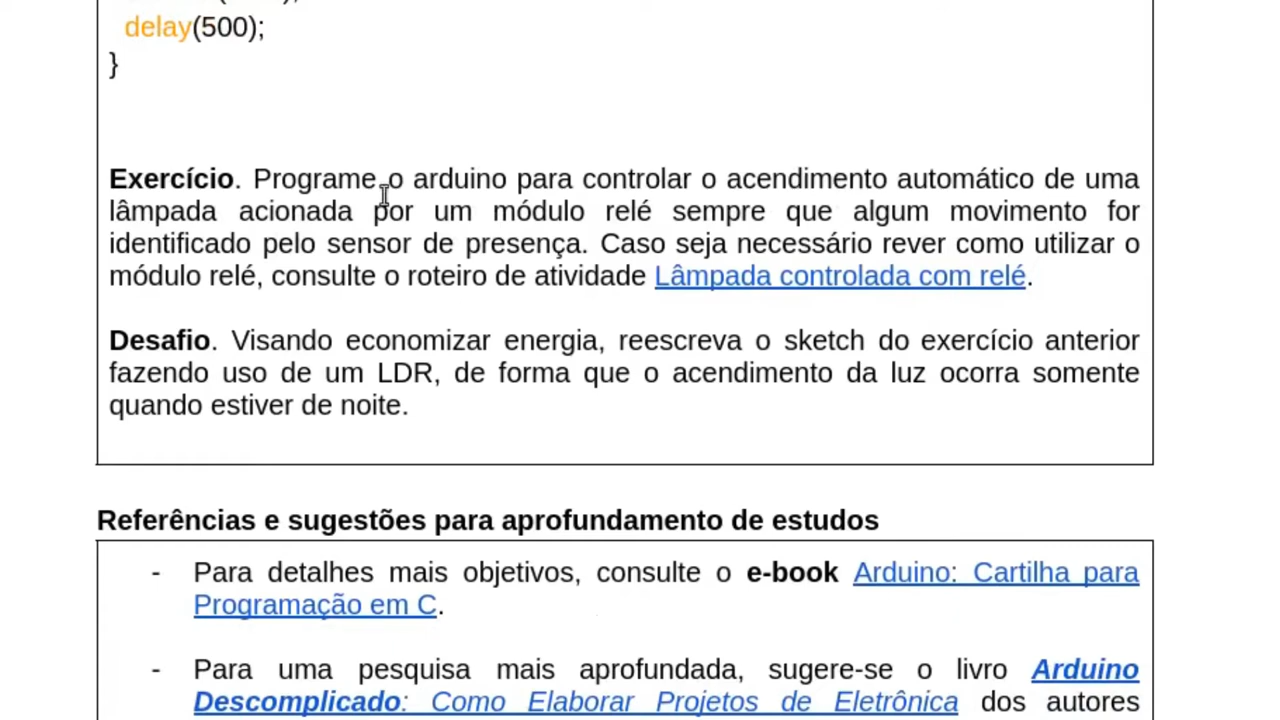 delay(500);
}
Exercício. Programe o arduino para controlar o acendimento automático de uma
lâmpada acionada por um módulo relé sempre que algum movimento for
identificado pelo sensor de presença. Caso seja necessário rever como utilizar o
módulo relé, consulte o roteiro de atividade Lâmpada controlada com relé.
Desafio. Visando economizar energia, reescreva o sketch do exercício anterior
fazendo uso de um LDR, de forma que o acendimento da luz ocorra somente
quando estiver de noite.
Referências e sugestões para aprofundamento de estudos
- Para detalhes mais objetivos, consulte o e-book Arduino: Cartilha para
Programação em C.
- Para uma pesquisa mais aprofundada, sugere-se o livro Arduino
Descomplicado: Como Elaborar Projetos de Eletrônica dos autores